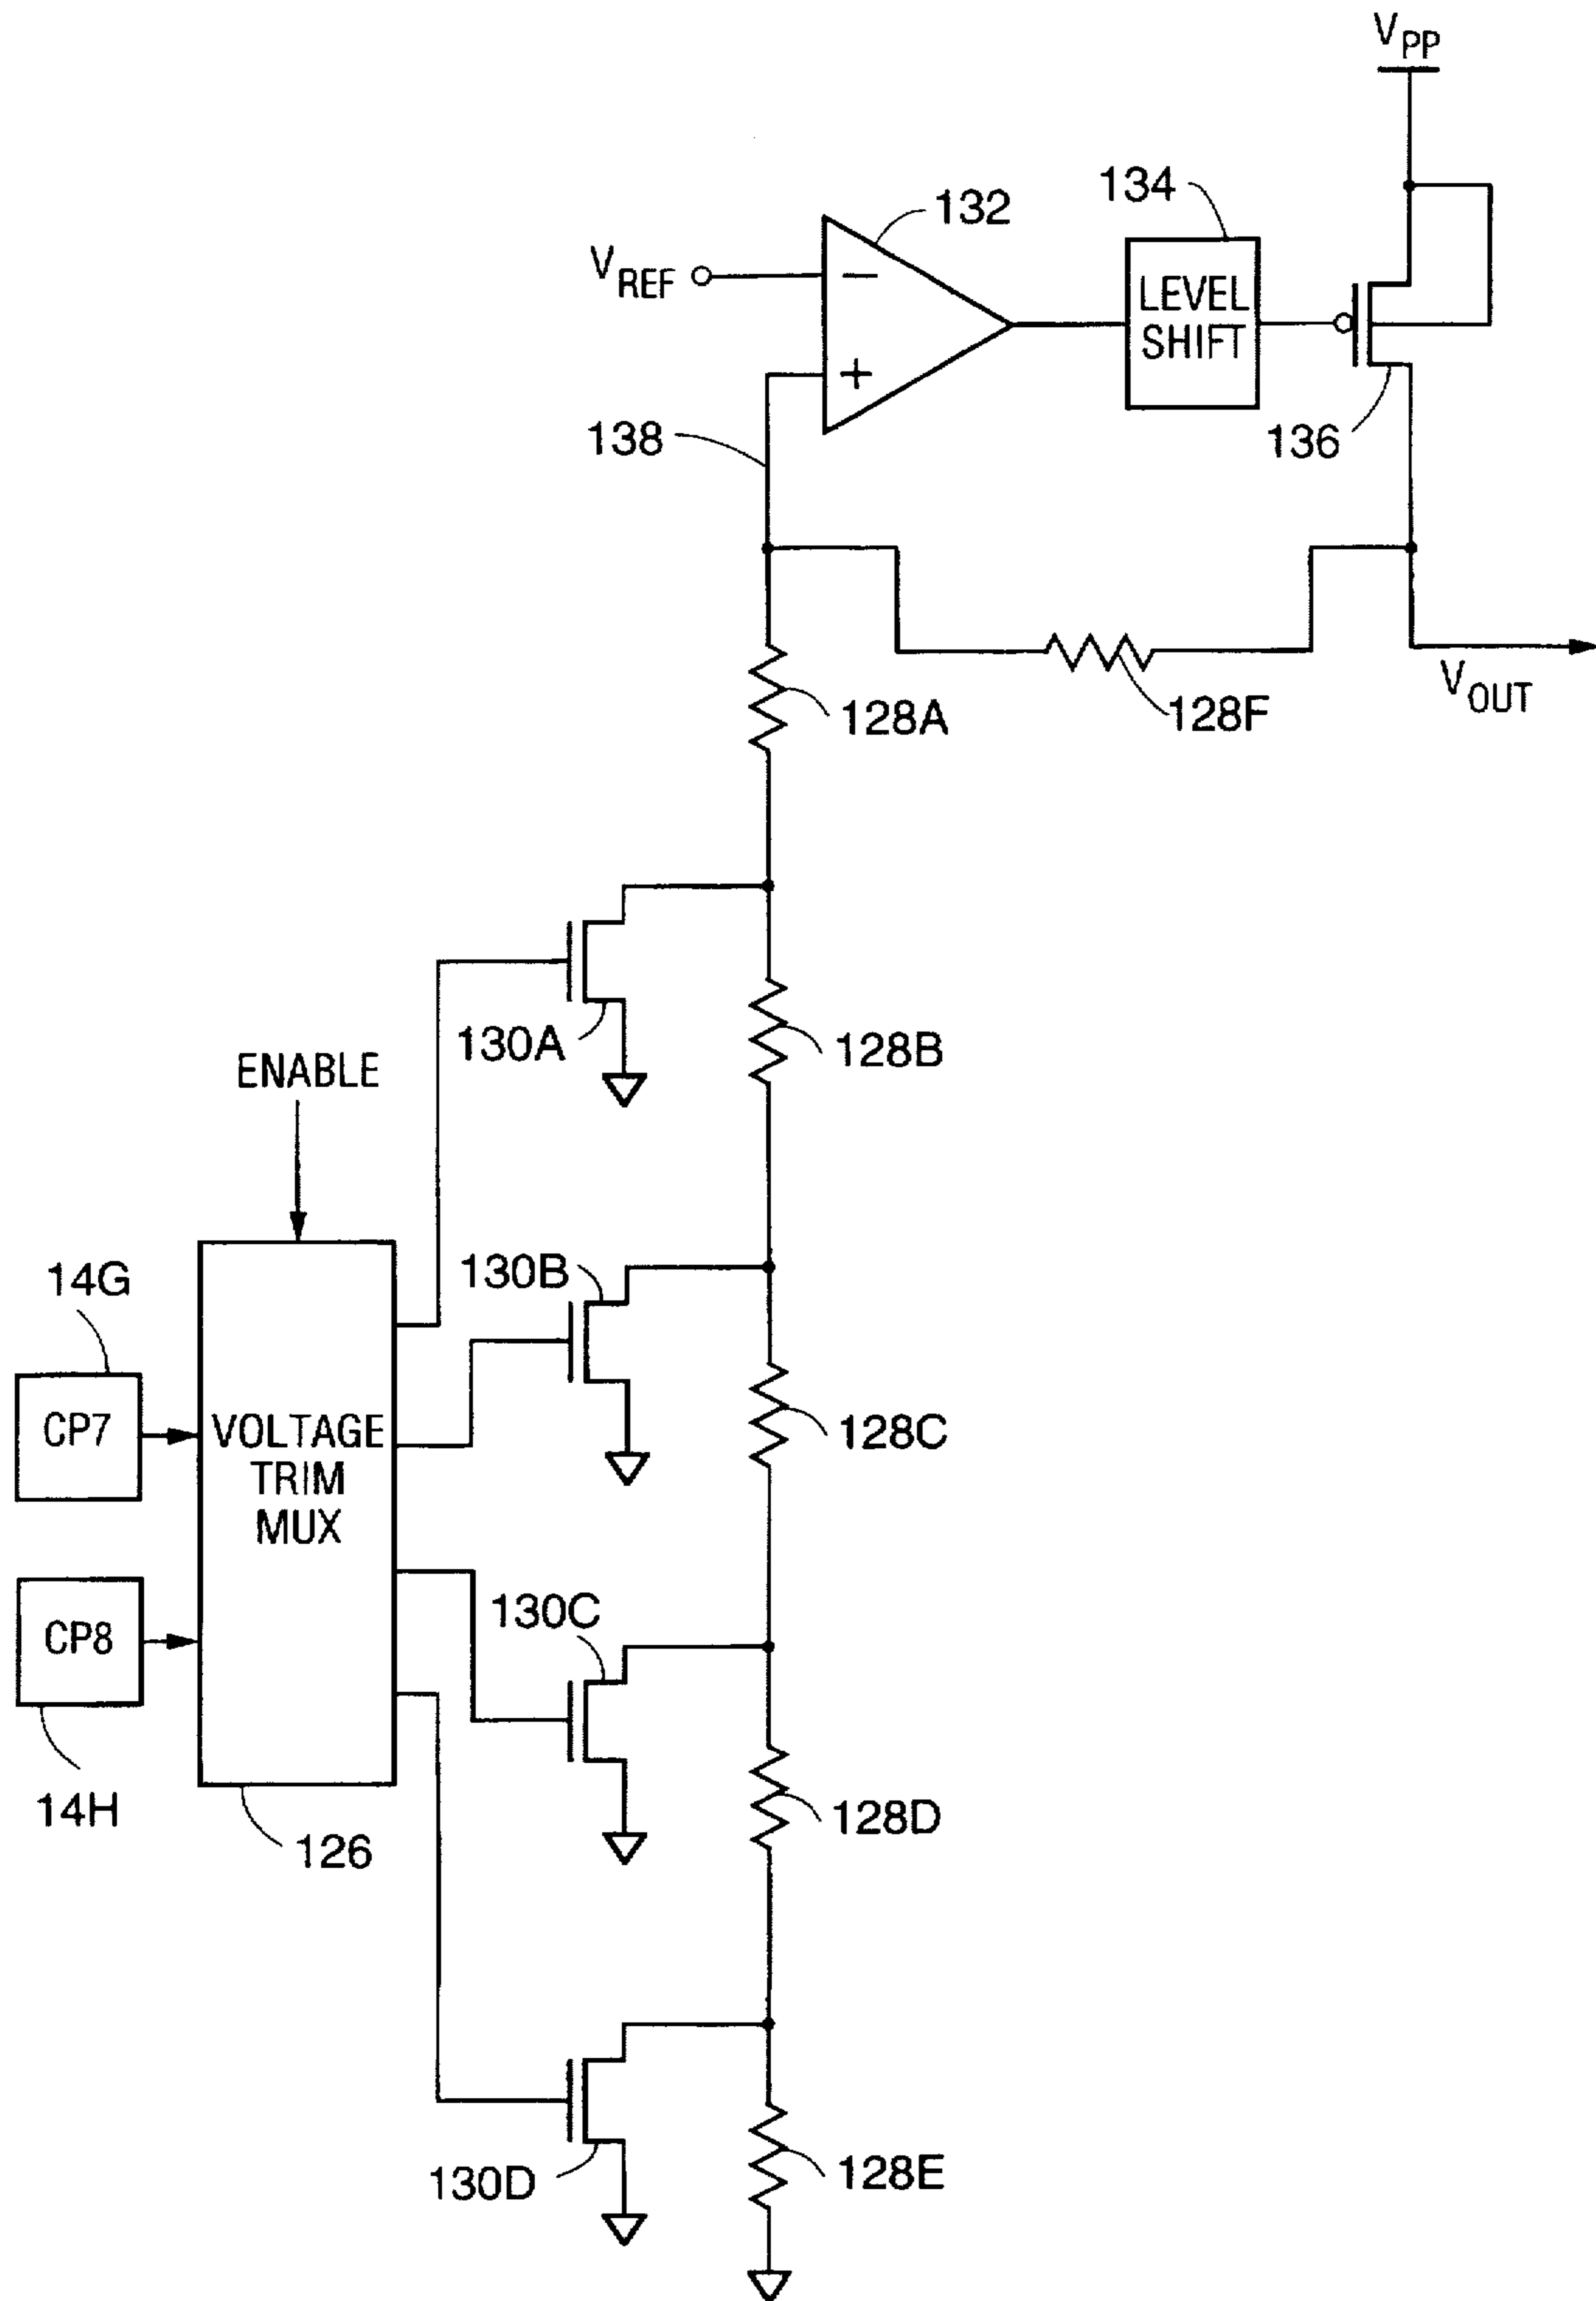 VPP
134
132
VREF
−
LEVEL
SHIFT
+
138
136
VOUT
128A
128F
130A
128B
ENABLE
130B
14G
CP7
VOLTAGE
TRIM
MUX
128C
130C
CP8
14H
126
128D
130D
128E